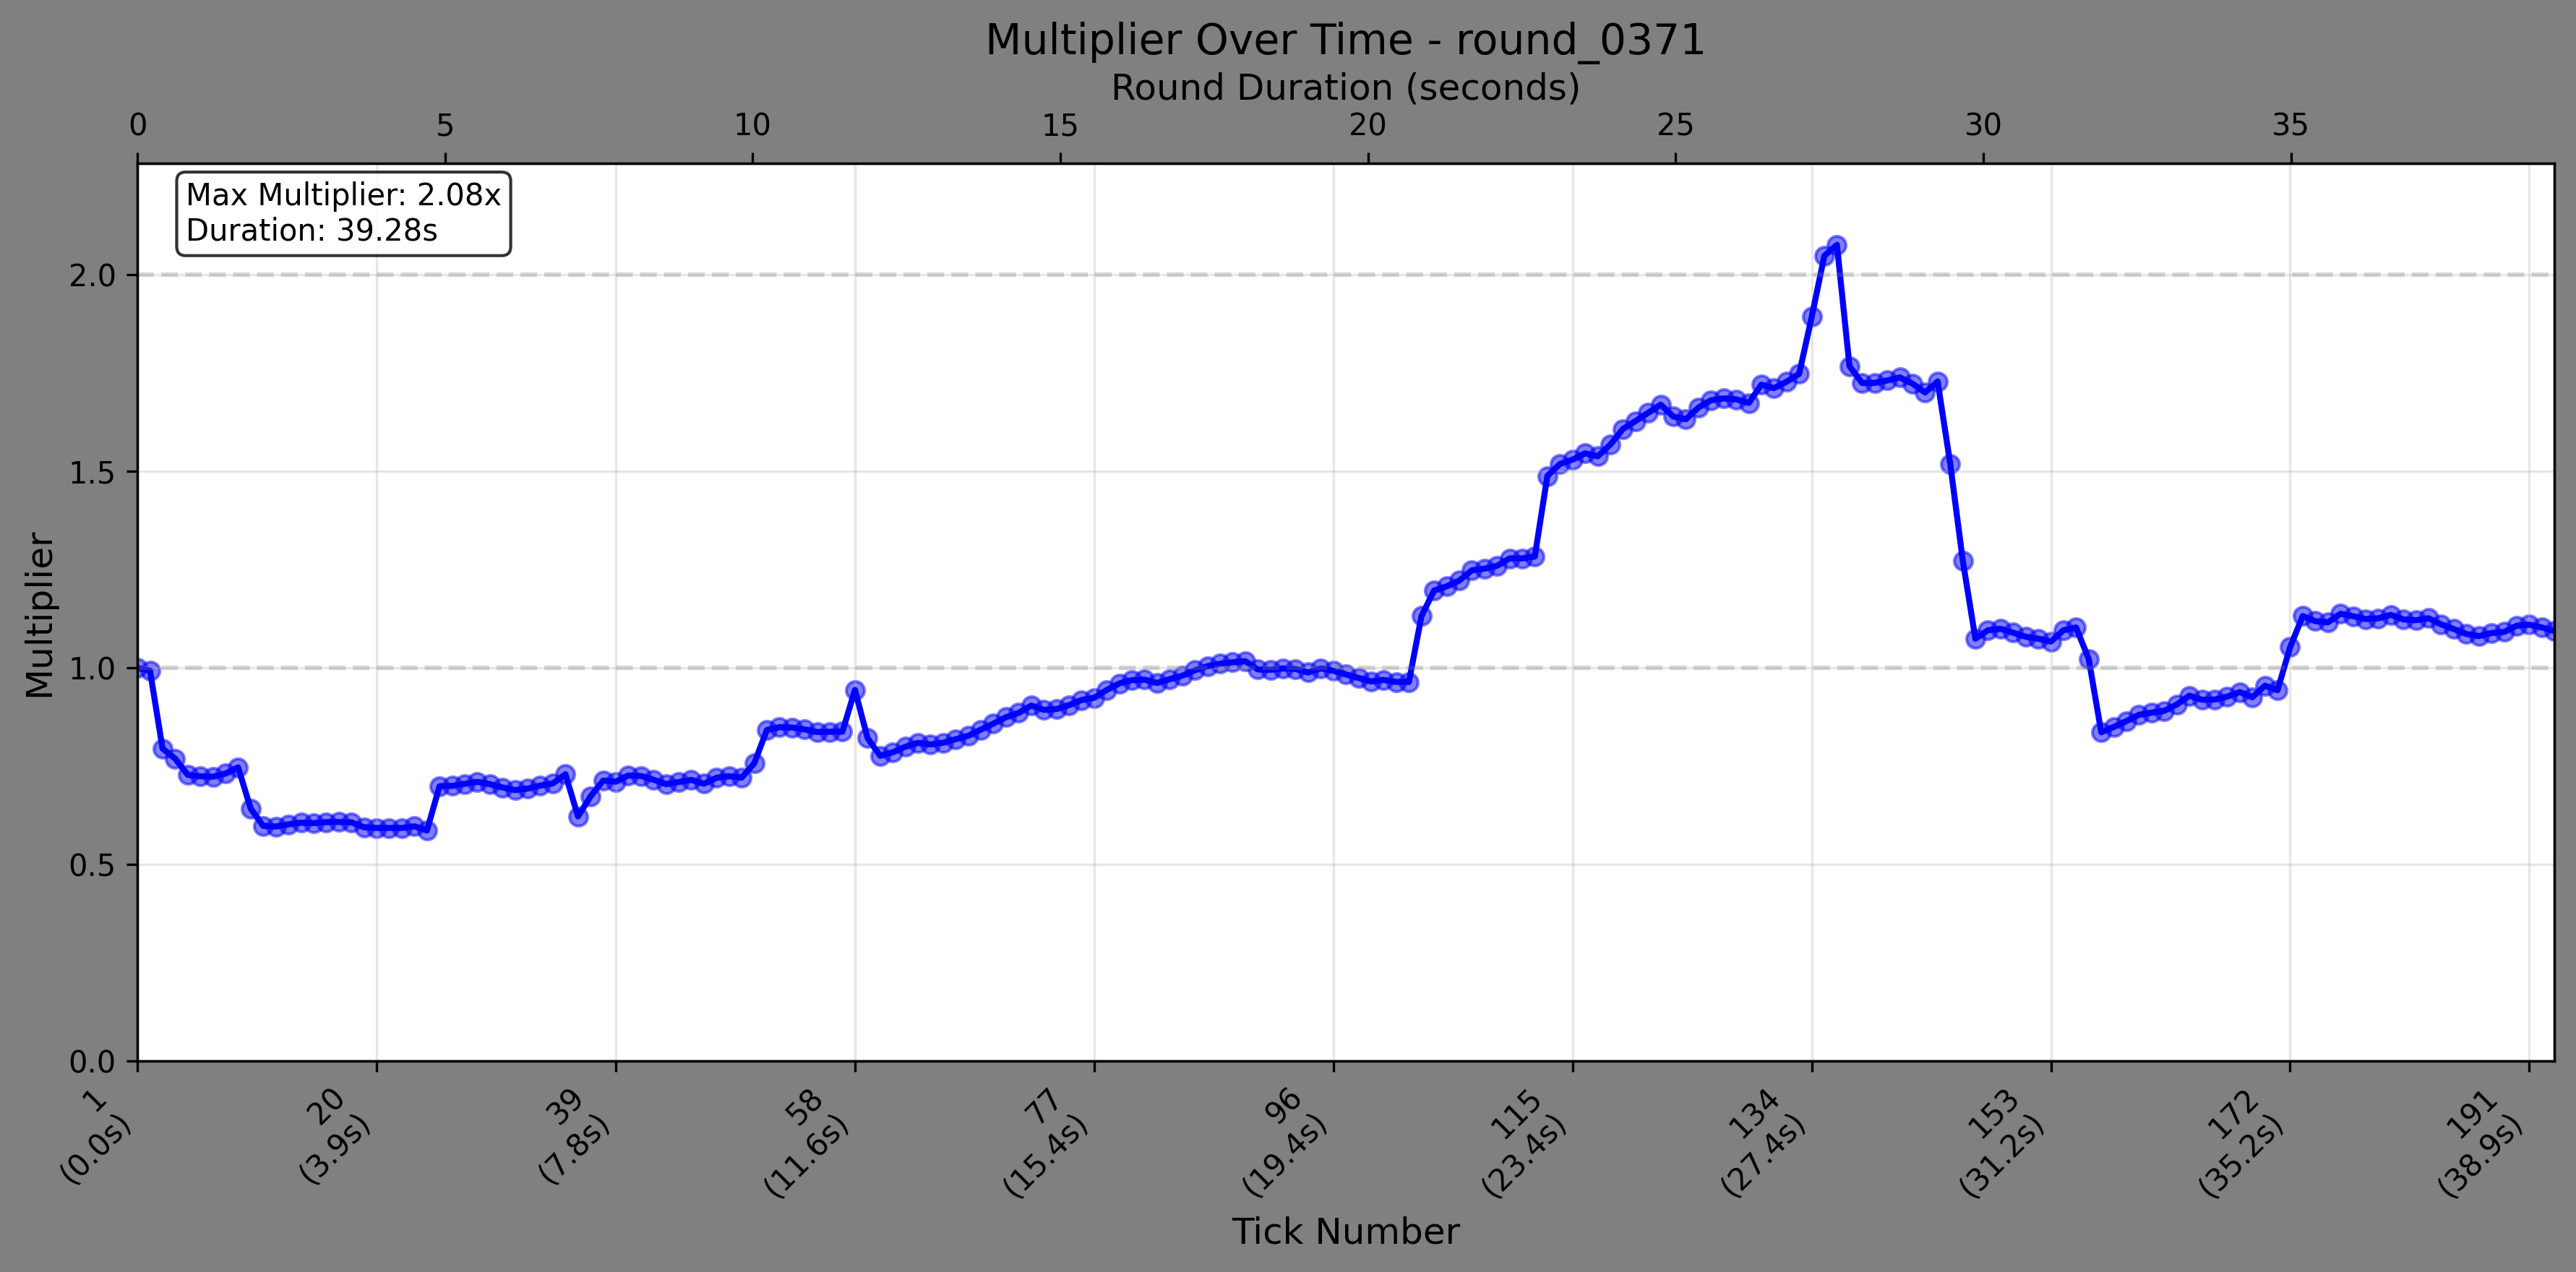 Multiplier Over Time - round_0371
Round Duration (seconds)
0 5 10 15 20 25 30 35
Max Multiplier: 2.08x
Duration: 39.28s
Multiplier
2.0
1.5
1.0
0.5
0.0
1
(0.0s)
20
(3.9s)
39
(7.8s)
58
(11.6s)
77
(15.4s)
96
(19.4s)
115
(23.4s)
134
(27.4s)
153
(31.2s)
172
(35.2s)
191
(38.9s)
Tick Number